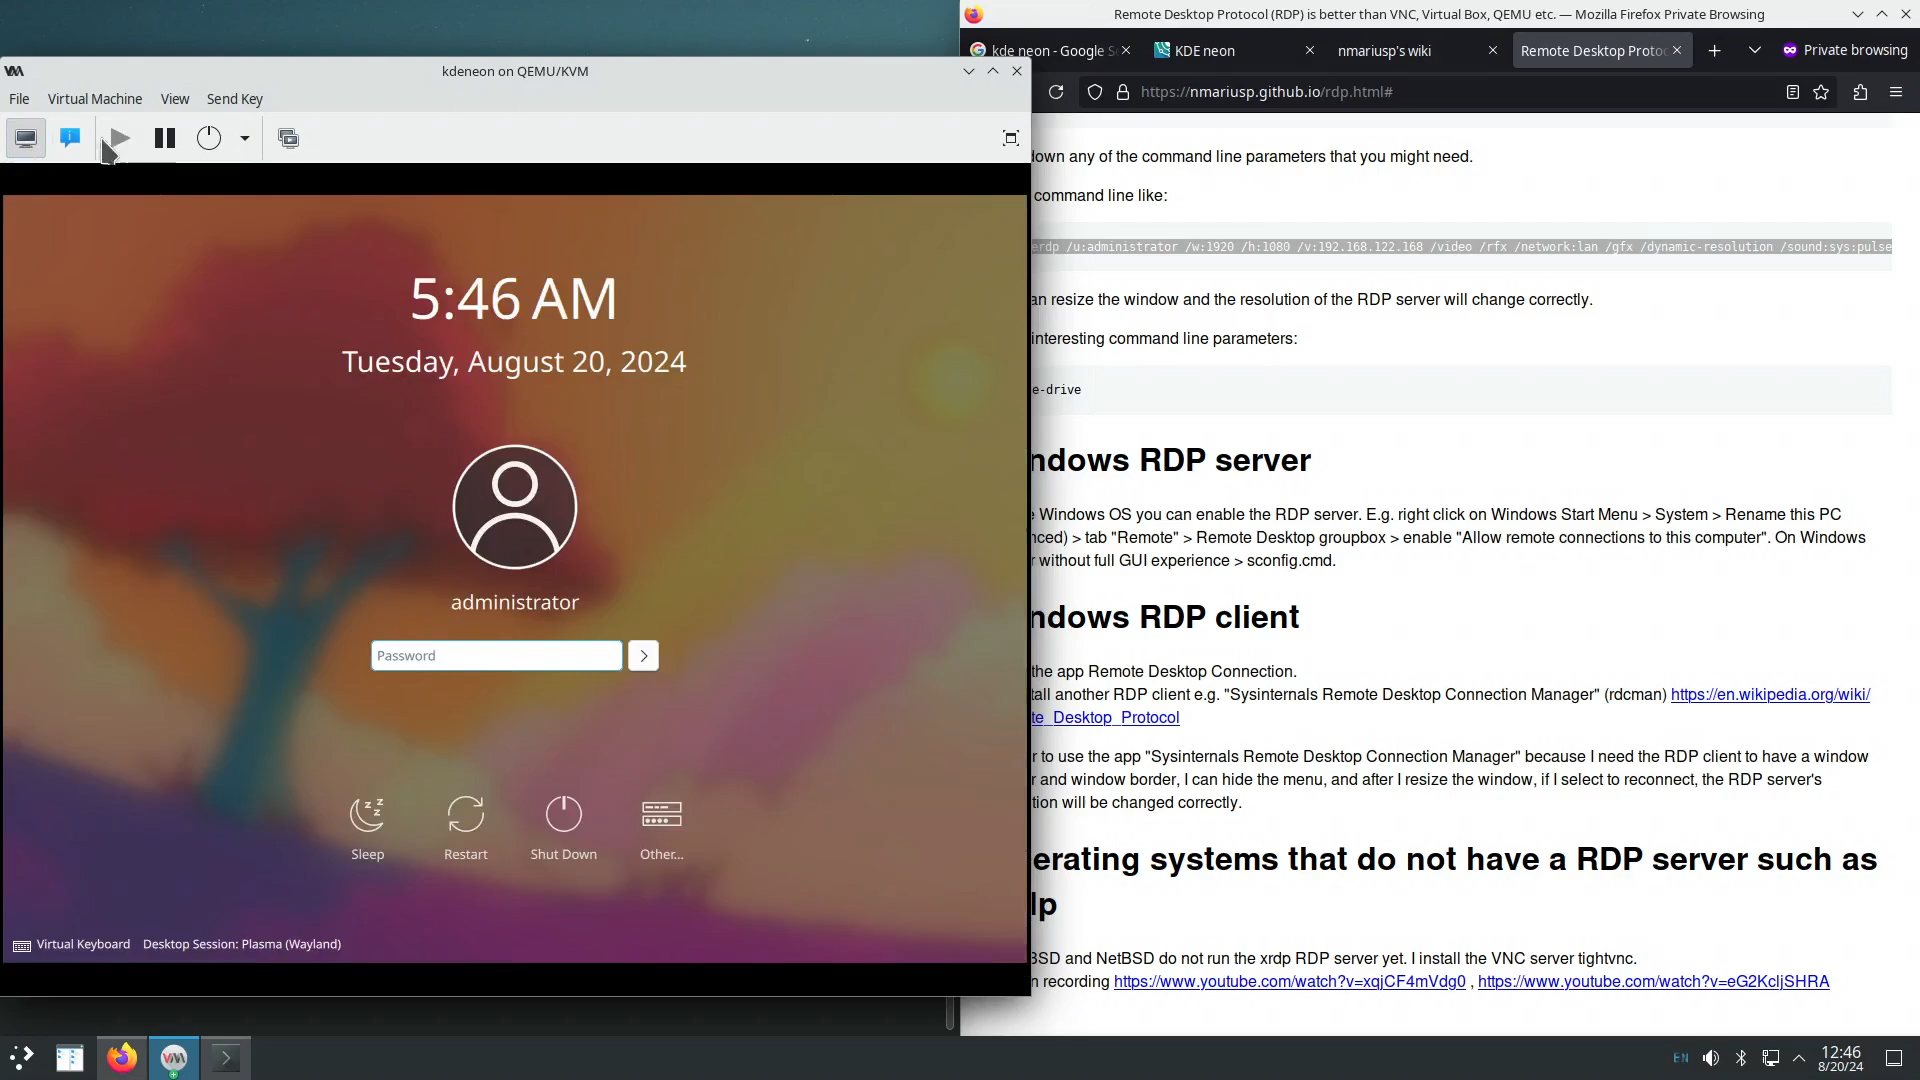 Remote Desktop Protocol (RDP) is better than VNC, Virtual Box, QEMU etc. — Mozilla Firefox Private Browsing
kde neon - Google S
KDE neon
nmariusp's wiki
Remote Desktop Protoc
Private browsing
https://nmariusp.github.io/rdp.html#
kdeneon on QEMU/KVM
File Virtual Machine View Send Key
5:46 AM
Tuesday, August 20, 2024
administrator
Password
Sleep
Restart
Shut Down
Other...
Virtual Keyboard Desktop Session: Plasma (Wayland)
down any of the command line parameters that you might need.
command line like:
erdp /u:administrator /w:1920 /h:1080 /v:192.168.122.168 /video /rfx /network:lan /gfx /dynamic-resolution /sound:sys:pulse
an resize the window and the resolution of the RDP server will change correctly.
interesting command line parameters:
e-drive
ndows RDP server
Windows OS you can enable the RDP server. E.g. right click on Windows Start Menu > System > Rename this PC
nced) > tab "Remote" > Remote Desktop groupbox > enable "Allow remote connections to this computer". On Windows
without full GUI experience > sconfig.cmd.
ndows RDP client
the app Remote Desktop Connection.
tall another RDP client e.g. "Sysinternals Remote Desktop Connection Manager" (rdcman) https://en.wikipedia.org/wiki/
te_Desktop_Protocol
r to use the app "Sysinternals Remote Desktop Connection Manager" because I need the RDP client to have a window
and window border, I can hide the menu, and after I resize the window, if I select to reconnect, the RDP server's
tion will be changed correctly.
erating systems that do not have a RDP server such as
lp
BSD and NetBSD do not run the xrdp RDP server yet. I install the VNC server tightvnc.
n recording https://www.youtube.com/watch?v=xqjCF4mVdg0 , https://www.youtube.com/watch?v=eG2KcljSHRA
EN
12:46
8/20/24